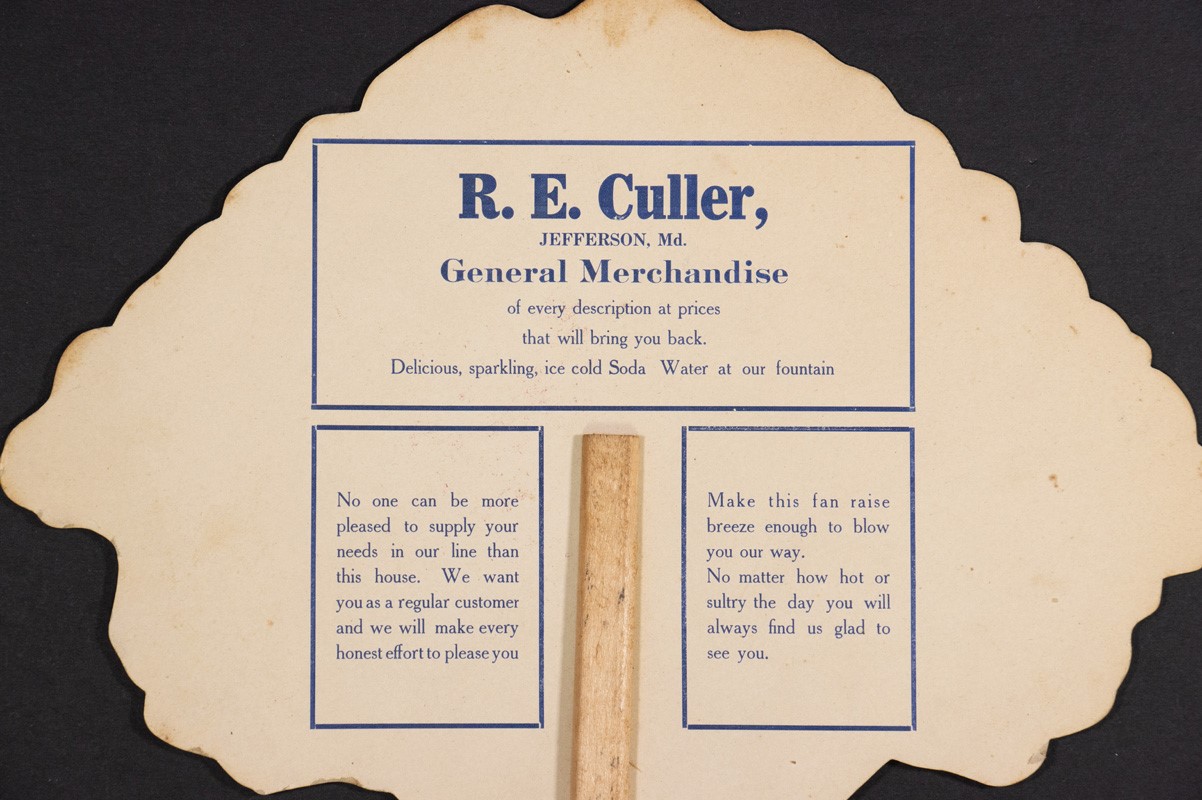 R. E. Culler,
JEFFERSON, Md.
General Merchandise
of every description at prices
that will bring you back.
Delicious, sparkling, ice cold Soda Water at our fountain
No one can be more
pleased to supply your
needs in our line than
this house. We want
you as a regular customer
and we will make every
honest effort to please you
Make this fan raise
breeze enough to blow
you our way.
No matter how hot or
sultry the day you will
always find us glad to
see you.